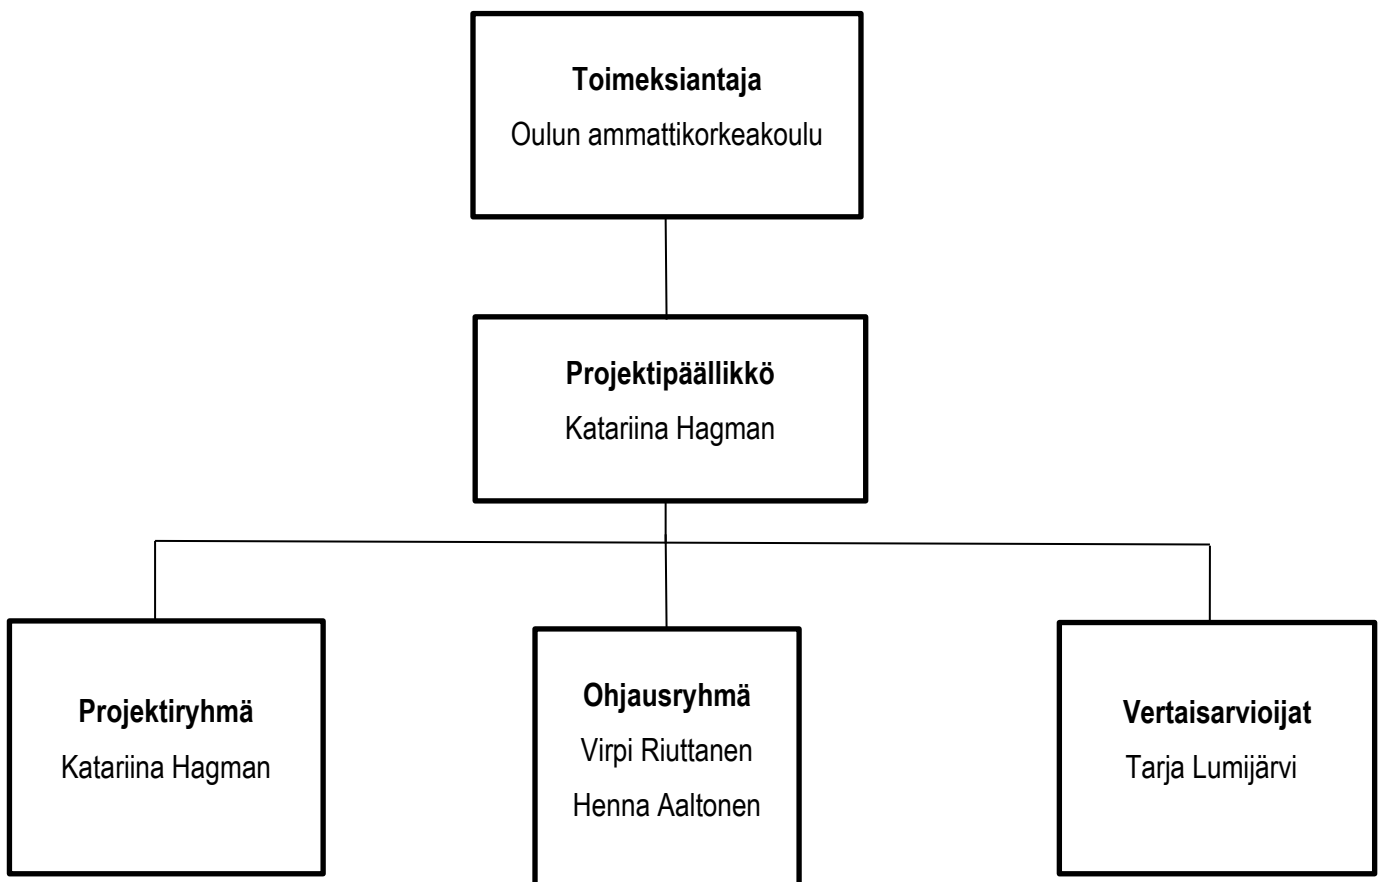 Toimeksiantaja
Oulun ammattikorkeakoulu
Projektipäällikkö
Katariina Hagman
Projektiryhmä
Katariina Hagman
Ohjausryhmä
Virpi Riuttanen
Henna Aaltonen
Vertaisarvioijat
Tarja Lumijärvi